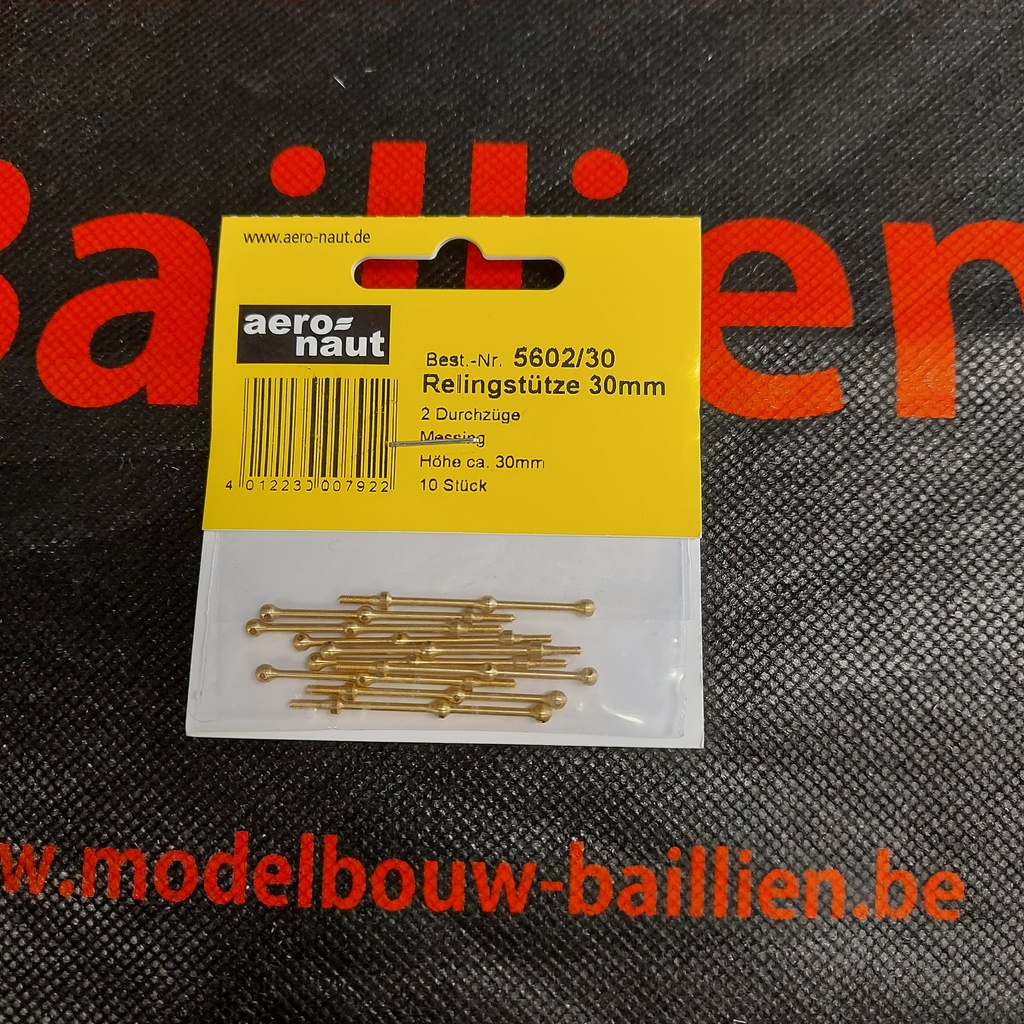 Baillien
www.aero-naut.de
aero-
naut
Best.-Nr. 5602/30
Relingstütze 30mm
2 Durchzüge
Messing
Höhe ca. 30mm
10 Stück
4 012230 007922
w.modelbouw-baillien.be